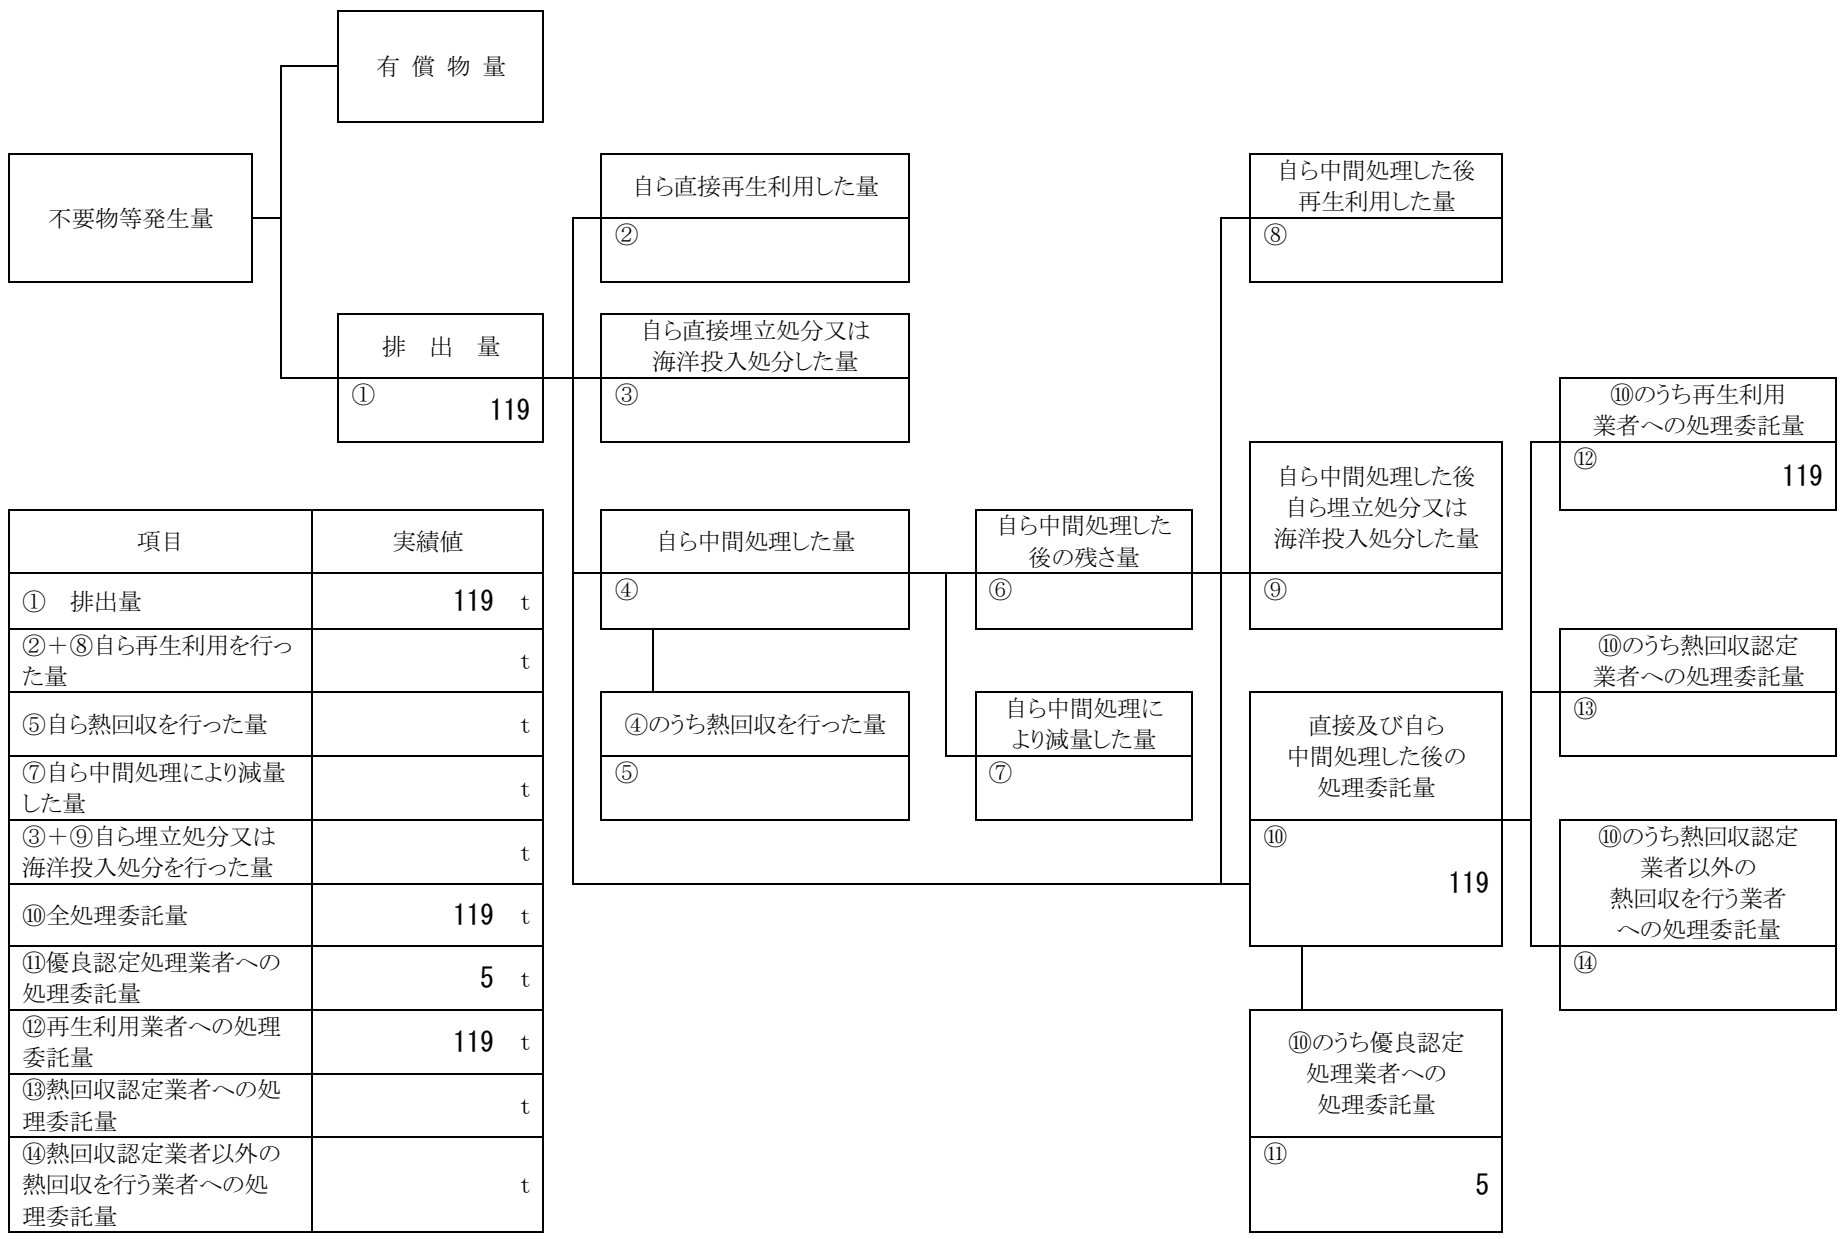 有 償 物 量
不要物等発生量
排 出 量
①
119
自ら直接再生利用した量
②
自ら直接埋立処分又は
海洋投入処分した量
③
自ら中間処理した量
④
④のうち熱回収を行った量
⑤
自ら中間処理した
後の残さ量
⑥
自ら中間処理に
より減量した量
⑦
自ら中間処理した後
再生利用した量
⑧
自ら中間処理した後
自ら埋立処分又は
海洋投入処分した量
⑨
直接及び自ら
中間処理した後の
処理委託量
⑩
119
⑩のうち優良認定
処理業者への
処理委託量
⑪
5
⑩のうち再生利用
業者への処理委託量
⑫
119
⑩のうち熱回収認定
業者への処理委託量
⑬
⑩のうち熱回収認定
業者以外の
熱回収を行う業者
への処理委託量
⑭
項目 実績値
① 排出量 119 t
②+⑧自ら再生利用を行っ
た量
t
⑤自ら熱回収を行った量 t
⑦自ら中間処理により減量
した量
t
③+⑨自ら埋立処分又は
海洋投入処分を行った量
t
⑩全処理委託量 119 t
⑪優良認定処理業者への
処理委託量
5 t
⑫再生利用業者への処理
委託量
119 t
⑬熱回収認定業者への処
理委託量
t
⑭熱回収認定業者以外の
熱回収を行う業者への処
理委託量
t